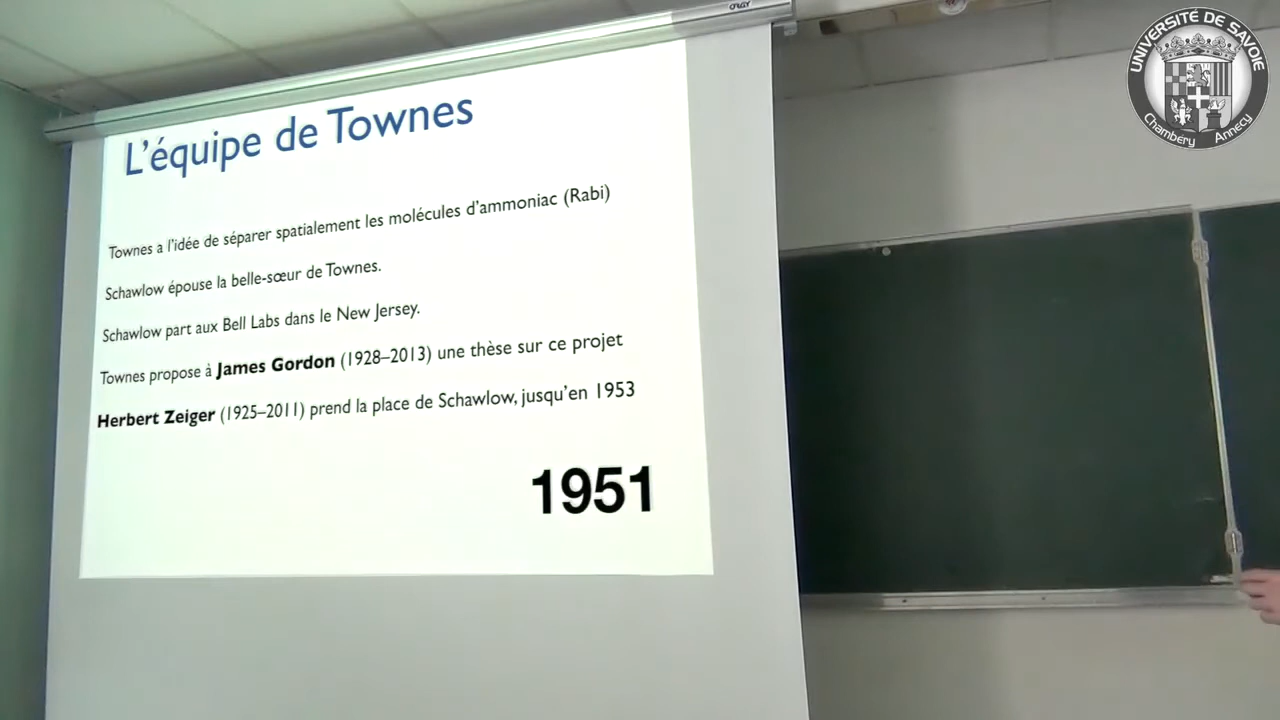 L'équipe de Townes
Townes a l'idée de séparer spatialement les molécules d'ammoniac (Rabi)
Schawlow épouse la belle-sœur de Townes.
Schawlow part aux Bell Labs dans le New Jersey.
Townes propose à James Gordon (1928–2013) une thèse sur ce projet
Herbert Zeiger (1925–2011) prend la place de Schawlow, jusqu'en 1953
1951
UNIVERSITÉ DE SAVOIE
Chambéry Annecy